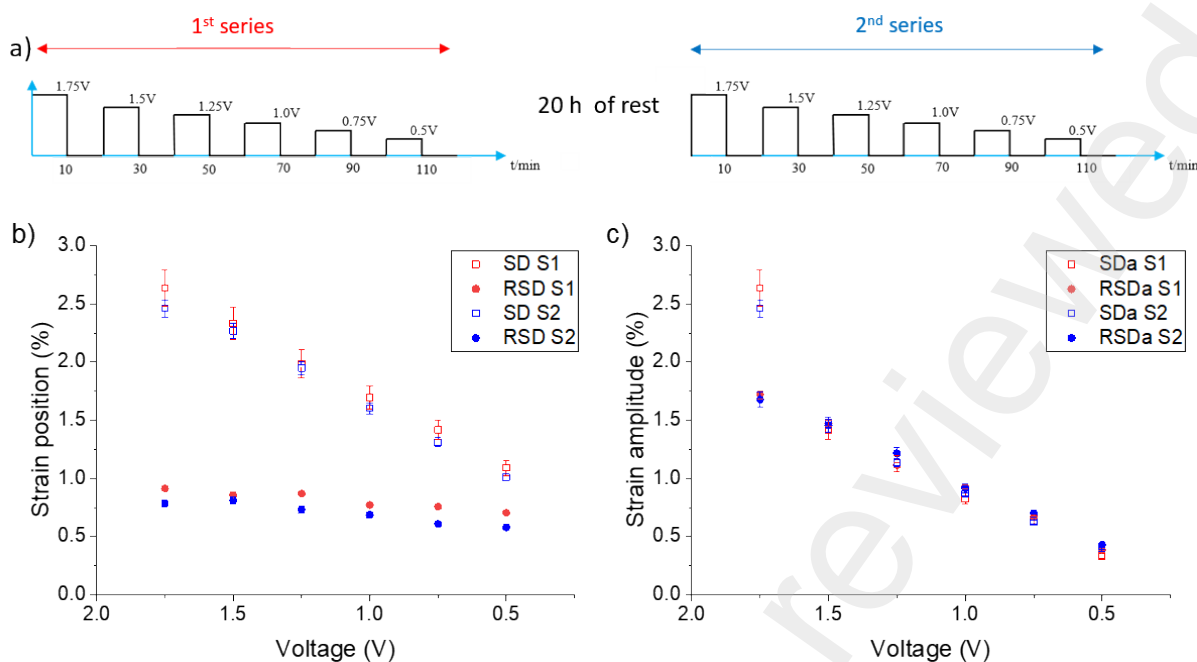 1st series
2nd series
a)
1.75V
1.5V
1.25V
1.0V
0.75V
0.5V
t/min
10
30
50
70
90
110
20 h of rest
1.75V
1.5V
1.25V
1.0V
0.75V
0.5V
t/min
10
30
50
70
90
110
b)
3.0
2.5
2.0
1.5
1.0
0.5
0.0
Strain position (%)
SD S1
RSD S1
SD S2
RSD S2
2.0
1.5
1.0
0.5
Voltage (V)
c)
3.0
2.5
2.0
1.5
1.0
0.5
0.0
Strain amplitude (%)
SDa S1
RSDa S1
SDa S2
RSDa S2
2.0
1.5
1.0
0.5
Voltage (V)
reviewed